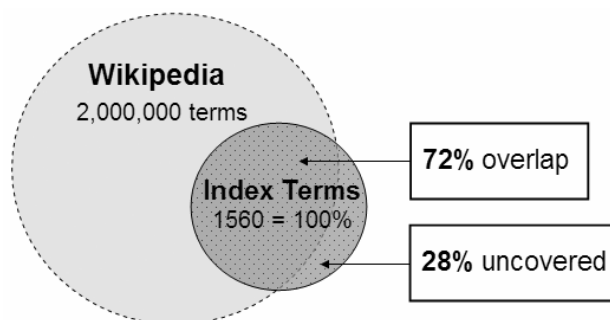 Wikipedia
2,000,000 terms
72% overlap
Index Terms
1560 = 100%
28% uncovered